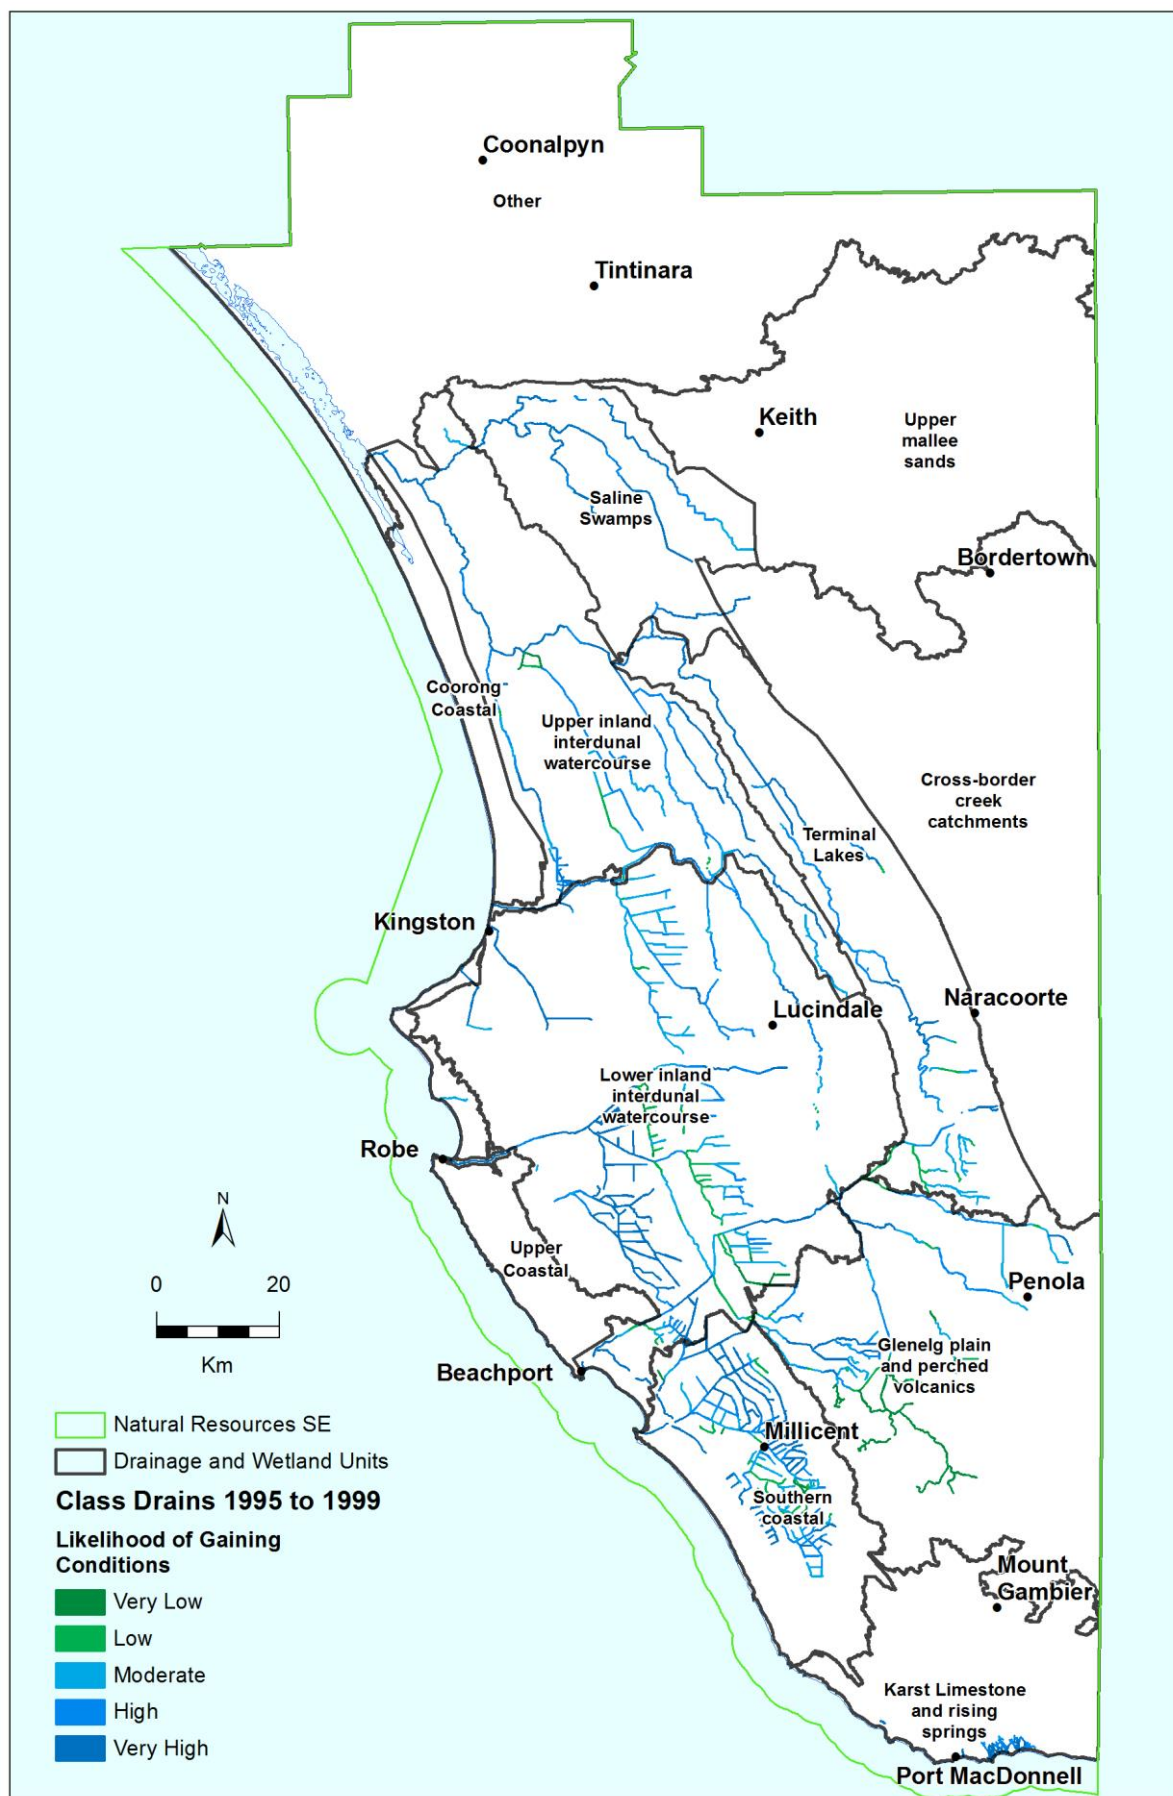 Coonalpyn
Other
Tintinara
Keith
Upper
mallee
sands
Saline
Swamps
Bordertown
Coorong
Coastal
Upper inland
interdunal
watercourse
Cross-border
creek
catchments
Terminal
Lakes
Kingston
Naracoorte
Lucindale
Lower inland
interdunal
watercourse
Robe
N
Upper
Coastal
0 20
Km
Penola
Beachport
Glenelg plain
and perched
volcanics
Millicent
Southern
coastal
Mount
Gambier
Karst Limestone
and rising
springs
Port MacDonnell
Natural Resources SE
Drainage and Wetland Units
Class Drains 1995 to 1999
Likelihood of Gaining
Conditions
Very Low
Low
Moderate
High
Very High